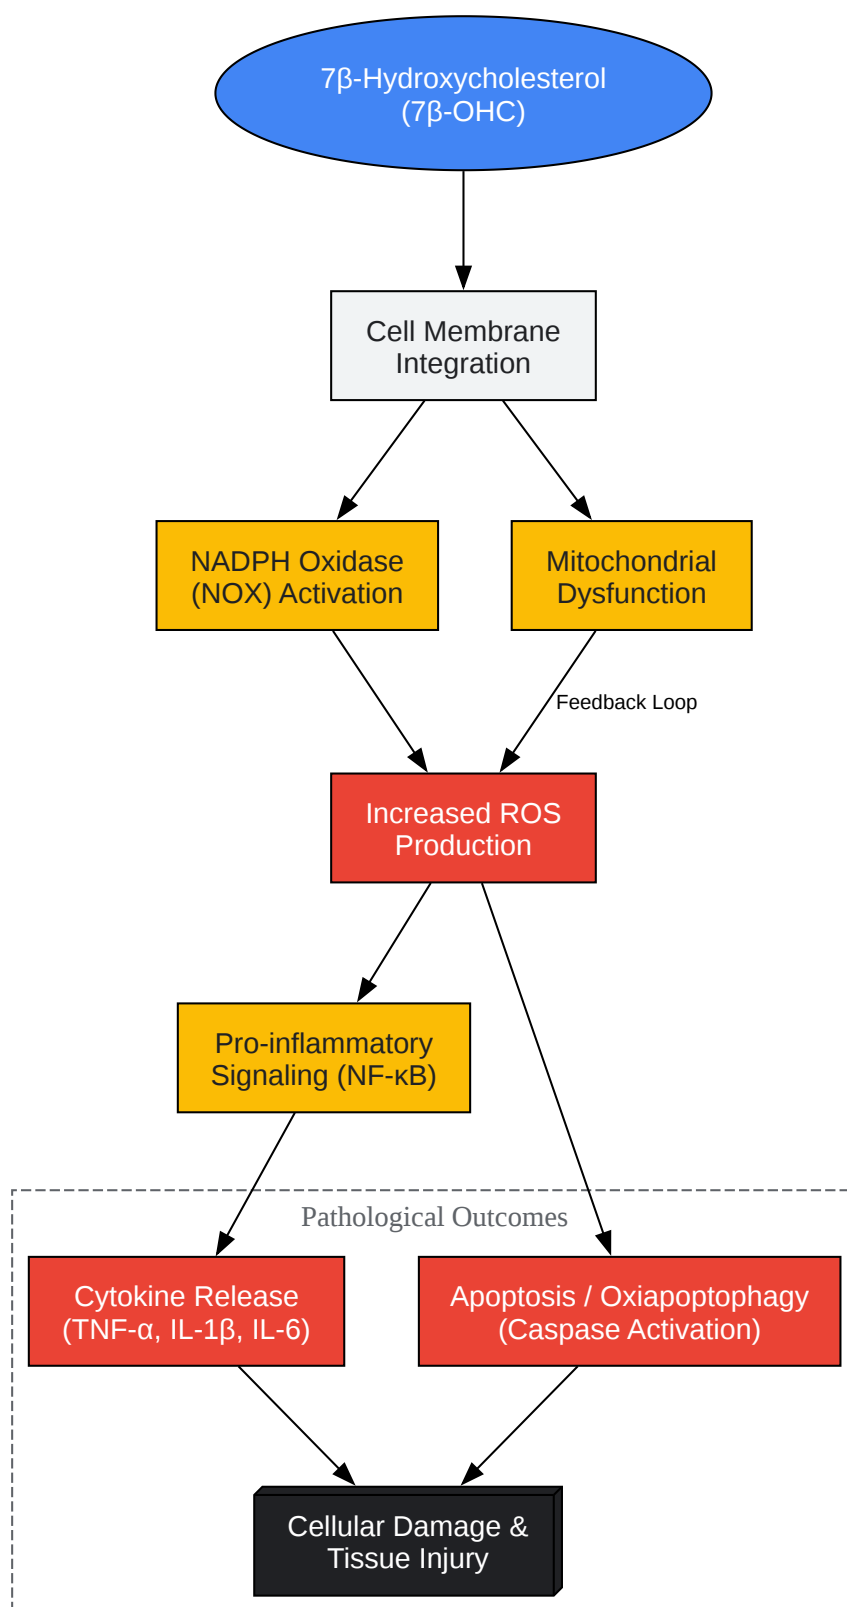 7β-Hydroxycholesterol
(7β-OHC)
Cell Membrane
Integration
NADPH Oxidase
(NOX) Activation
Mitochondrial
Dysfunction
Feedback Loop
Increased ROS
Production
Pro-inflammatory
Signaling (NF-κB)
Pathological Outcomes
Cytokine Release
(TNF-α, IL-1β, IL-6)
Apoptosis / Oxiapoptophagy
(Caspase Activation)
Cellular Damage &
Tissue Injury